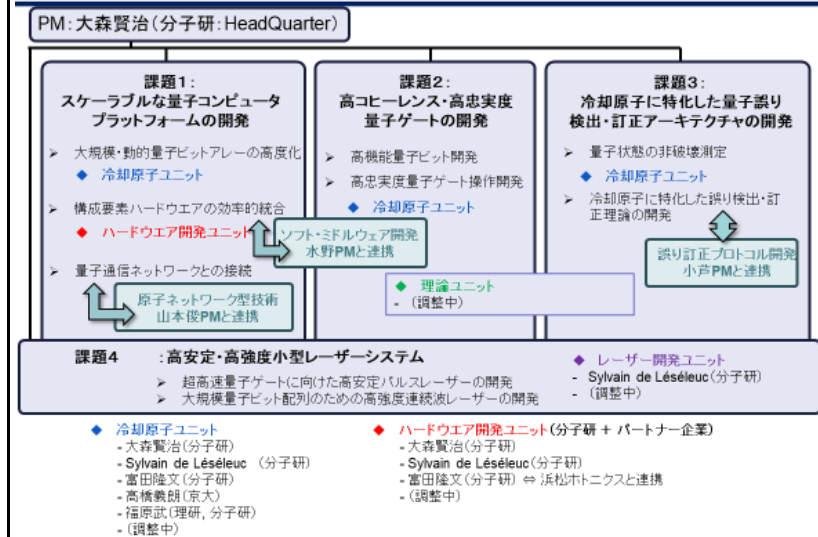 PM:大森賢治(分子研:HeadQuarter)
課題1:
スケーラブルな量子コンピュータ
プラットフォームの開発
➢ 大規模・動的量子ビットアレーの高度化
◆ 冷却原子ユニット
➢ 構成要素ハードウエアの効率的統合
◆ ハードウエア開発ユニット
➢ 量子通信ネットワークとの接続
原子ネットワーク型技術
山本俊PMと連携
課題2:
高コヒーレンス・高忠実度
量子ゲートの開発
➢ 高機能量子ビット開発
➢ 高忠実度量子ゲート操作開発
◆ 冷却原子ユニット
ソフト・ミドルウェア開発
水野PMと連携
◆ 理論ユニット
- (調整中)
課題3:
冷却原子に特化した量子誤り
検出・訂正アーキテクチャの開発
➢ 量子状態の非破壊測定
◆ 冷却原子ユニット
➢ 冷却原子に特化した誤り検出・訂
正理論の開発
誤り訂正プロトコル開発
小芦PMと連携
課題4 :高安定・高強度小型レーザーシステム
➢ 超高速量子ゲートに向けた高安定パルスレーザーの開発
➢ 大規模量子ビット配列のための高強度連続波レーザーの開発
◆ レーザー開発ユニット
- Sylvain de Léséleuc(分子研)
- (調整中)
◆ 冷却原子ユニット
- 大森賢治(分子研)
- Sylvain de Léséleuc (分子研)
- 富田隆文(分子研)
- 高橋義朗(京大)
- 福原武(理研, 分子研)
- (調整中)
◆ ハードウエア開発ユニット(分子研 + パートナー企業)
- 大森賢治(分子研)
- Sylvain de Léséleuc(分子研)
- 富田隆文(分子研) ⇔ 浜松ホトニクスと連携
- (調整中)